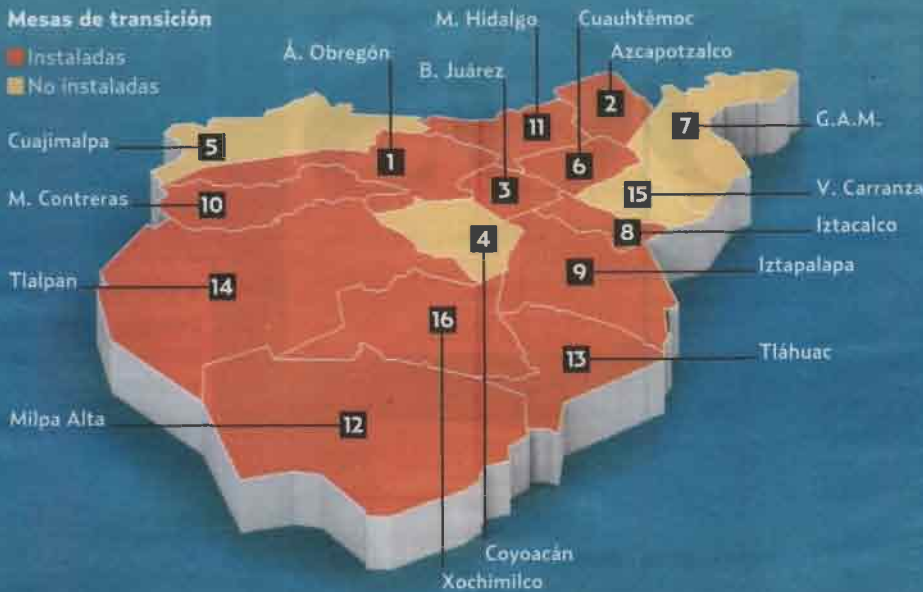 Mesas de transición
Instaladas
No instaladas
M. Hidalgo
Cuauhtémoc
Á. Obregón
B. Juárez
Azcapotzalco
G.A.M.
Cuajimalpa
M. Contreras
V. Carranza
Iztacalco
Tlalpan
Iztapalapa
Tláhuac
Milpa Alta
Coyoacán
Xochimilco
2
11
7
5
1
6
3
15
10
8
4
9
14
16
13
12